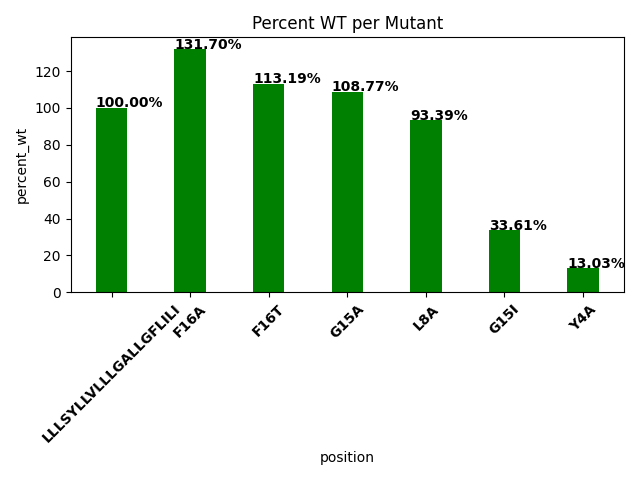 Percent WT per Mutant
percent_wt
120
100
80
60
40
20
0
100.00%
131.70%
113.19%
108.77%
93.39%
33.61%
13.03%
LLLSYLLVLLLGALLGFLILI
F16A
F16T
G15A
L8A
G15I
Y4A
position